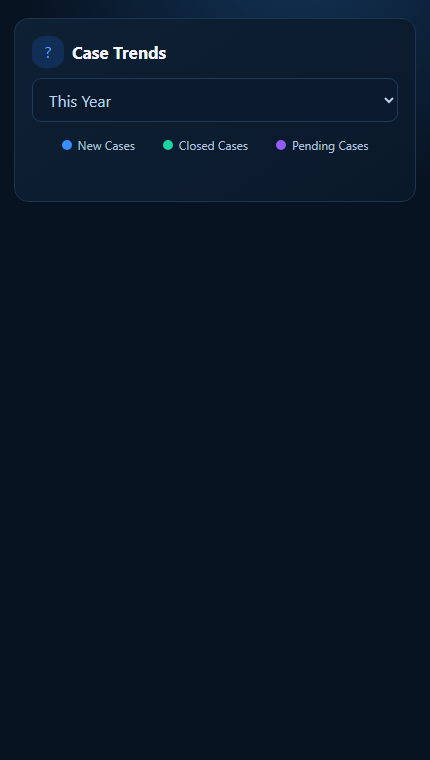 ?
Case Trends
This Year
New Cases
Closed Cases
Pending Cases